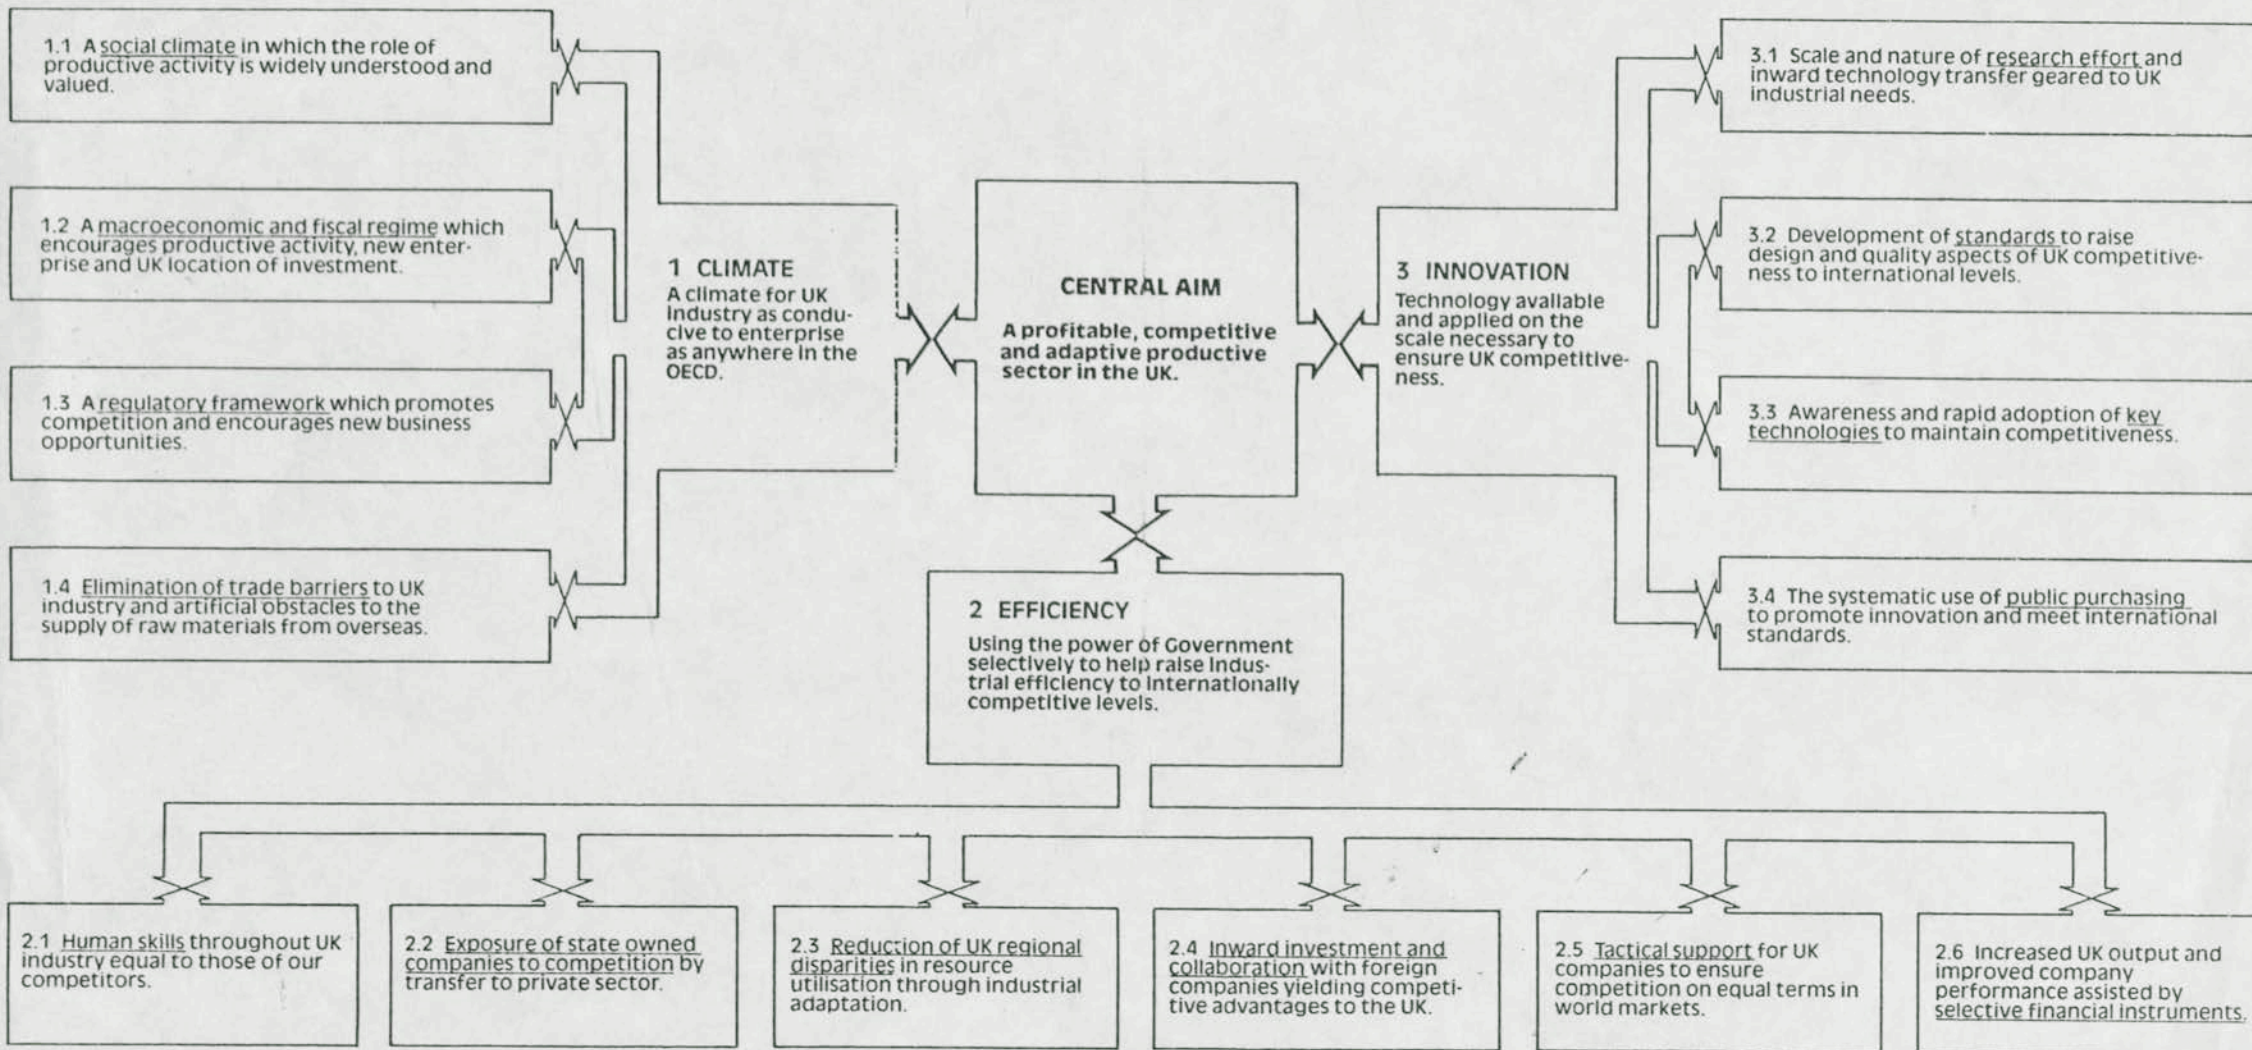 1.1 A social climate in which the role of
productive activity is widely understood and
valued.
1.2 A macroeconomic and fiscal regime which
encourages productive activity, new enter-
prise and UK location of investment.
1.3 A regulatory framework which promotes
competition and encourages new business
opportunities.
1.4 Elimination of trade barriers to UK
industry and artificial obstacles to the
supply of raw materials from overseas.
1 CLIMATE
A climate for UK
industry as condu-
cive to enterprise
as anywhere in the
OECD.
CENTRAL AIM
A profitable, competitive
and adaptive productive
sector in the UK.
3 INNOVATION
Technology available
and applied on the
scale necessary to
ensure UK competitive-
ness.
3.1 Scale and nature of research effort and
inward technology transfer geared to UK
industrial needs.
3.2 Development of standards to raise
design and quality aspects of UK competitive-
ness to international levels.
3.3 Awareness and rapid adoption of key
technologies to maintain competitiveness.
3.4 The systematic use of public purchasing
to promote innovation and meet international
standards.
2 EFFICIENCY
Using the power of Government
selectively to help raise indus-
trial efficiency to internationally
competitive levels.
2.1 Human skills throughout UK
industry equal to those of our
competitors.
2.2 Exposure of state owned
companies to competition by
transfer to private sector.
2.3 Reduction of UK regional
disparities in resource
utilisation through industrial
adaptation.
2.4 Inward investment and
collaboration with foreign
companies yielding competi-
tive advantages to the UK.
2.5 Tactical support for UK
companies to ensure
competition on equal terms in
world markets.
2.6 Increased UK output and
improved company
performance assisted by
selective financial instruments.